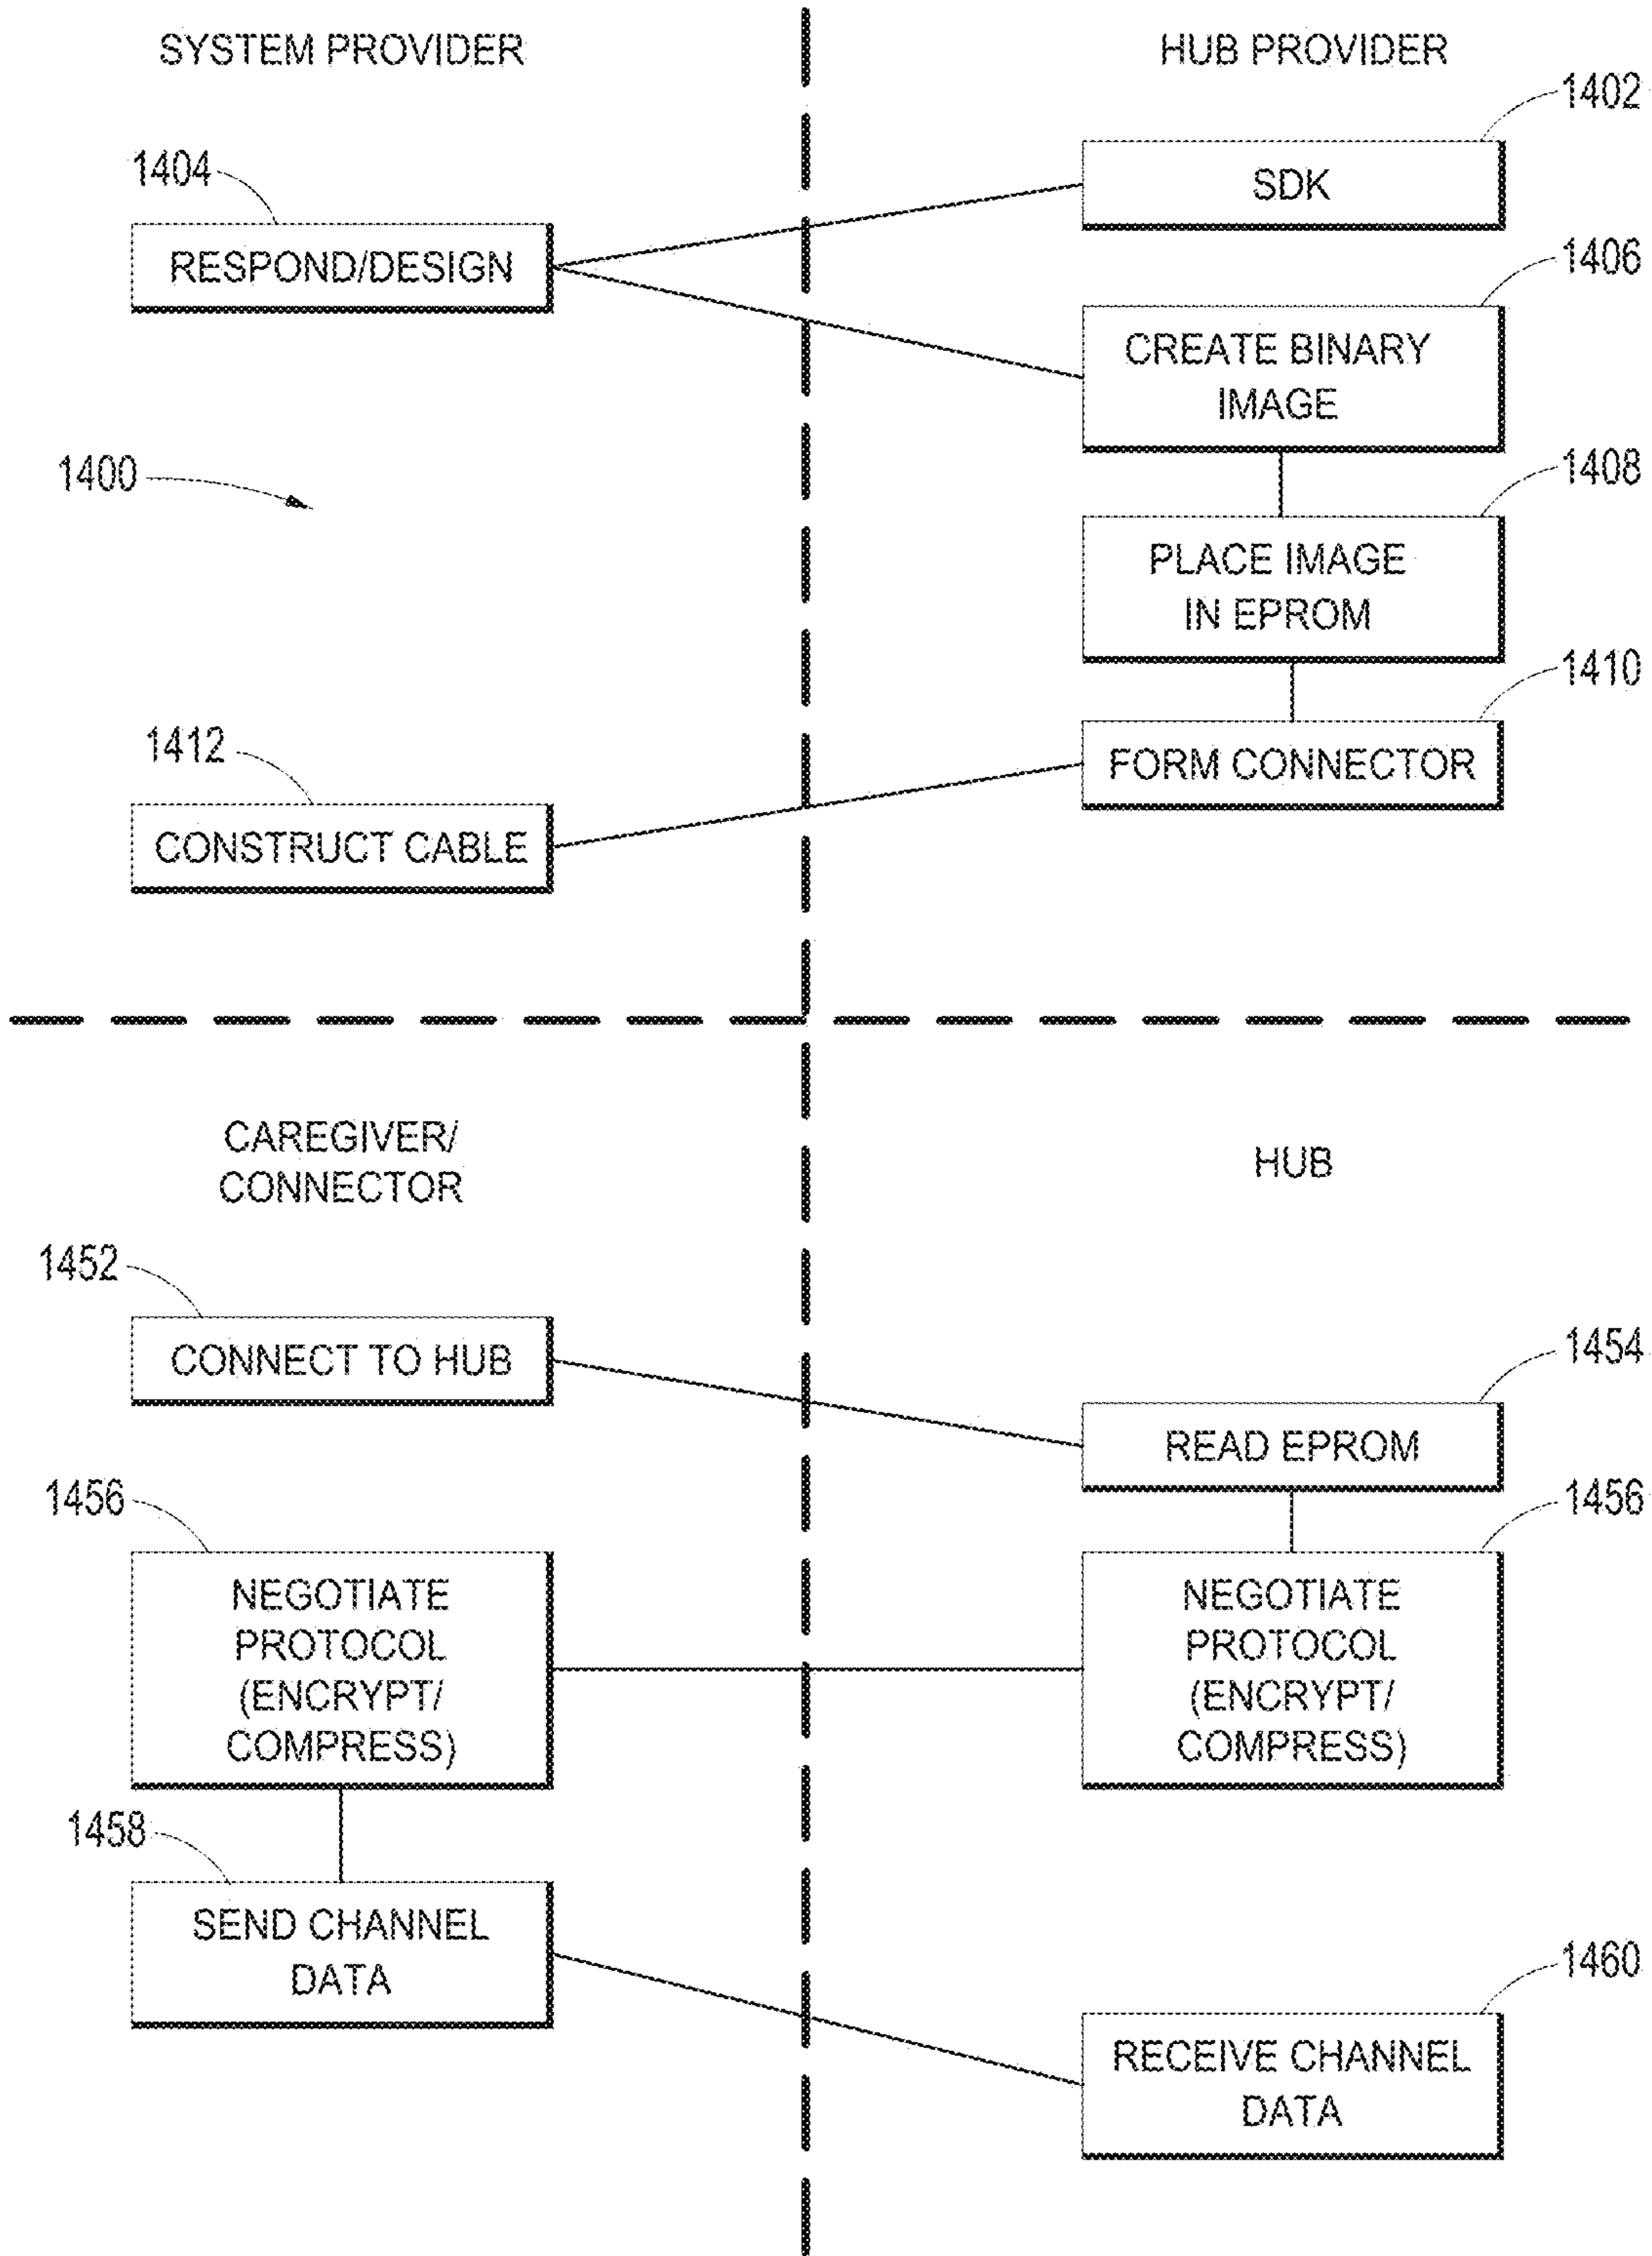 SYSTEM PROVIDER
HUB PROVIDER
1402
SDK
1404
RESPOND/DESIGN
1406
CREATE BINARY
IMAGE
1400
1408
PLACE IMAGE
IN EPROM
1410
FORM CONNECTOR
1412
CONSTRUCT CABLE
CAREGIVER/
CONNECTOR
HUB
1452
CONNECT TO HUB
1454
READ EPROM
1456
NEGOTIATE
PROTOCOL
(ENCRYPT/
COMPRESS)
1456
NEGOTIATE
PROTOCOL
(ENCRYPT/
COMPRESS)
1458
SEND CHANNEL
DATA
1460
RECEIVE CHANNEL
DATA